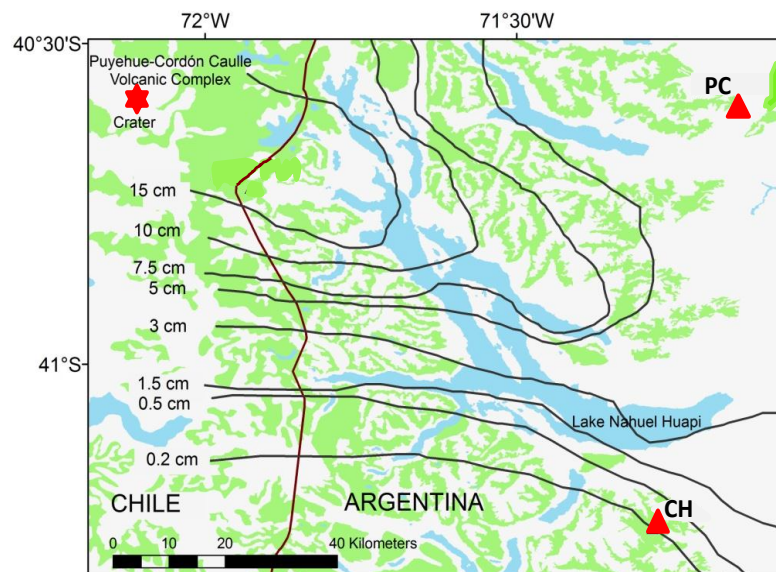 72°W
71°30'W
40°30'S
Puyehue-Cordón Caulle
Volcanic Complex
PC
Crater
15 cm
10 cm
7.5 cm
5 cm
3 cm
41°S
1.5 cm
0.5 cm
Lake Nahuel Huapi
0.2 cm
CHILE
ARGENTINA
CH
0
10
20
40 Kilometers